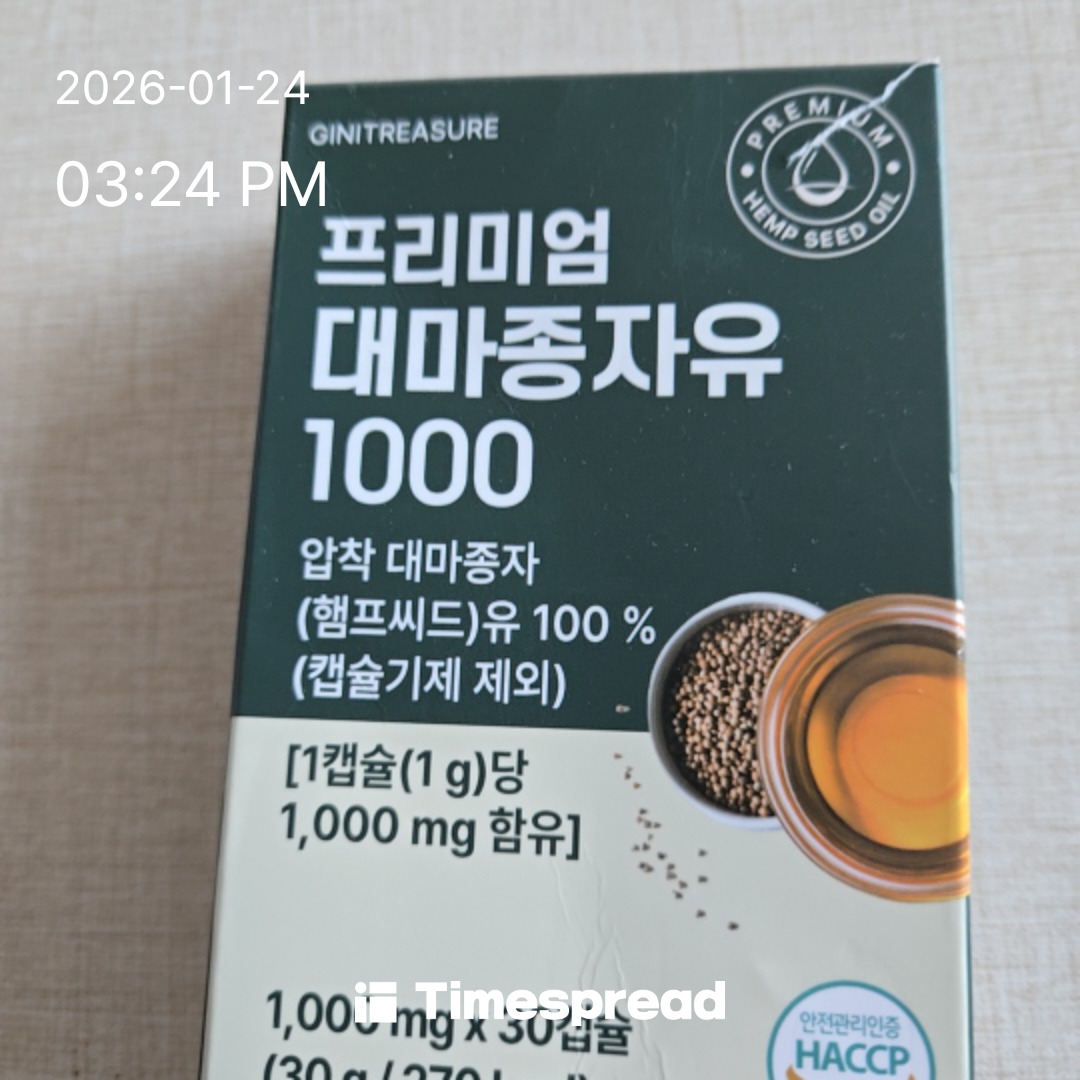 2026-01-24
03:24 PM
GINITREASURE
PREMIUM
HEMP SEED OIL
프리미엄
대마종자유
1000
압착 대마종자
(햄프씨드)유 100 %
(캡슐기제 제외)
[1캡슐(1 g)당
1,000 mg 함유]
Timespread
1,000 mg x 30캡슐
(30 g / 270 kcal)
안전관리인증
HACCP